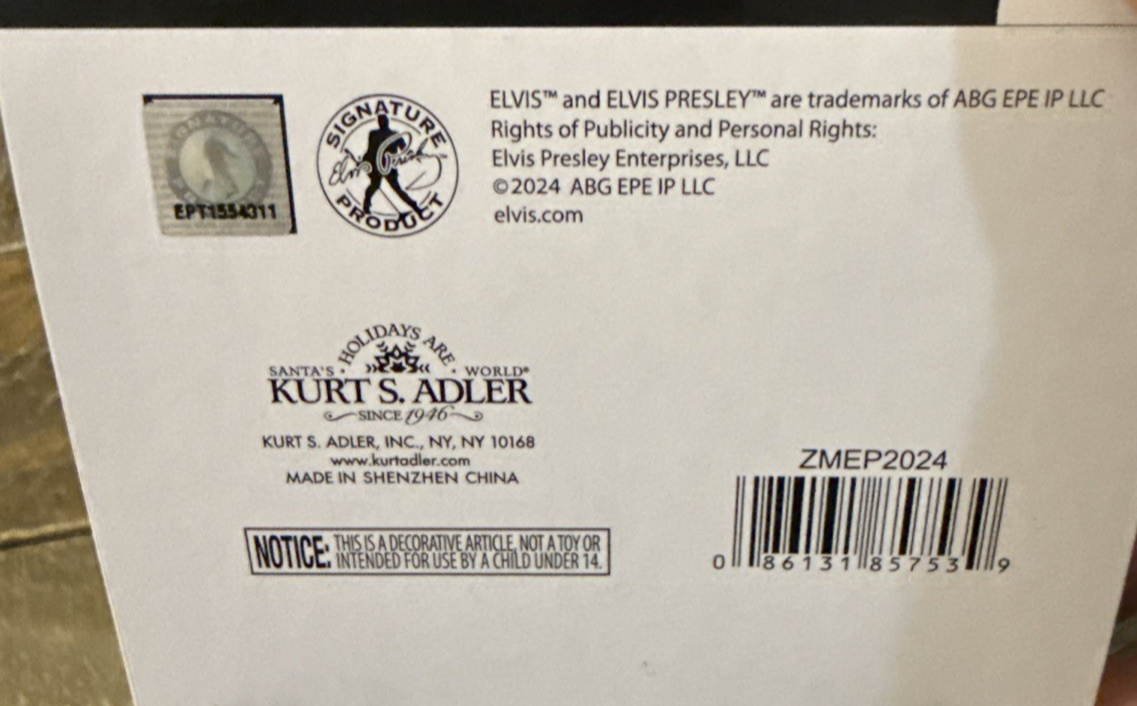 ELVIS™ and ELVIS PRESLEY™ are trademarks of ABG EPE IP LLC
Rights of Publicity and Personal Rights:
Elvis Presley Enterprises, LLC
©2024 ABG EPE IP LLC
elvis.com
SIGNATURE
Elvis Presley
PRODUCT
SIGNATURE
EPT1554311
HOLIDAYS ARE
SANTA'S · · WORLD®
KURT S. ADLER
SINCE 1946
KURT S. ADLER, INC., NY, NY 10168
www.kurtadler.com
MADE IN SHENZHEN CHINA
NOTICE: THIS IS A DECORATIVE ARTICLE, NOT A TOY OR
INTENDED FOR USE BY A CHILD UNDER 14.
ZMEP2024
0 86131 85753 9